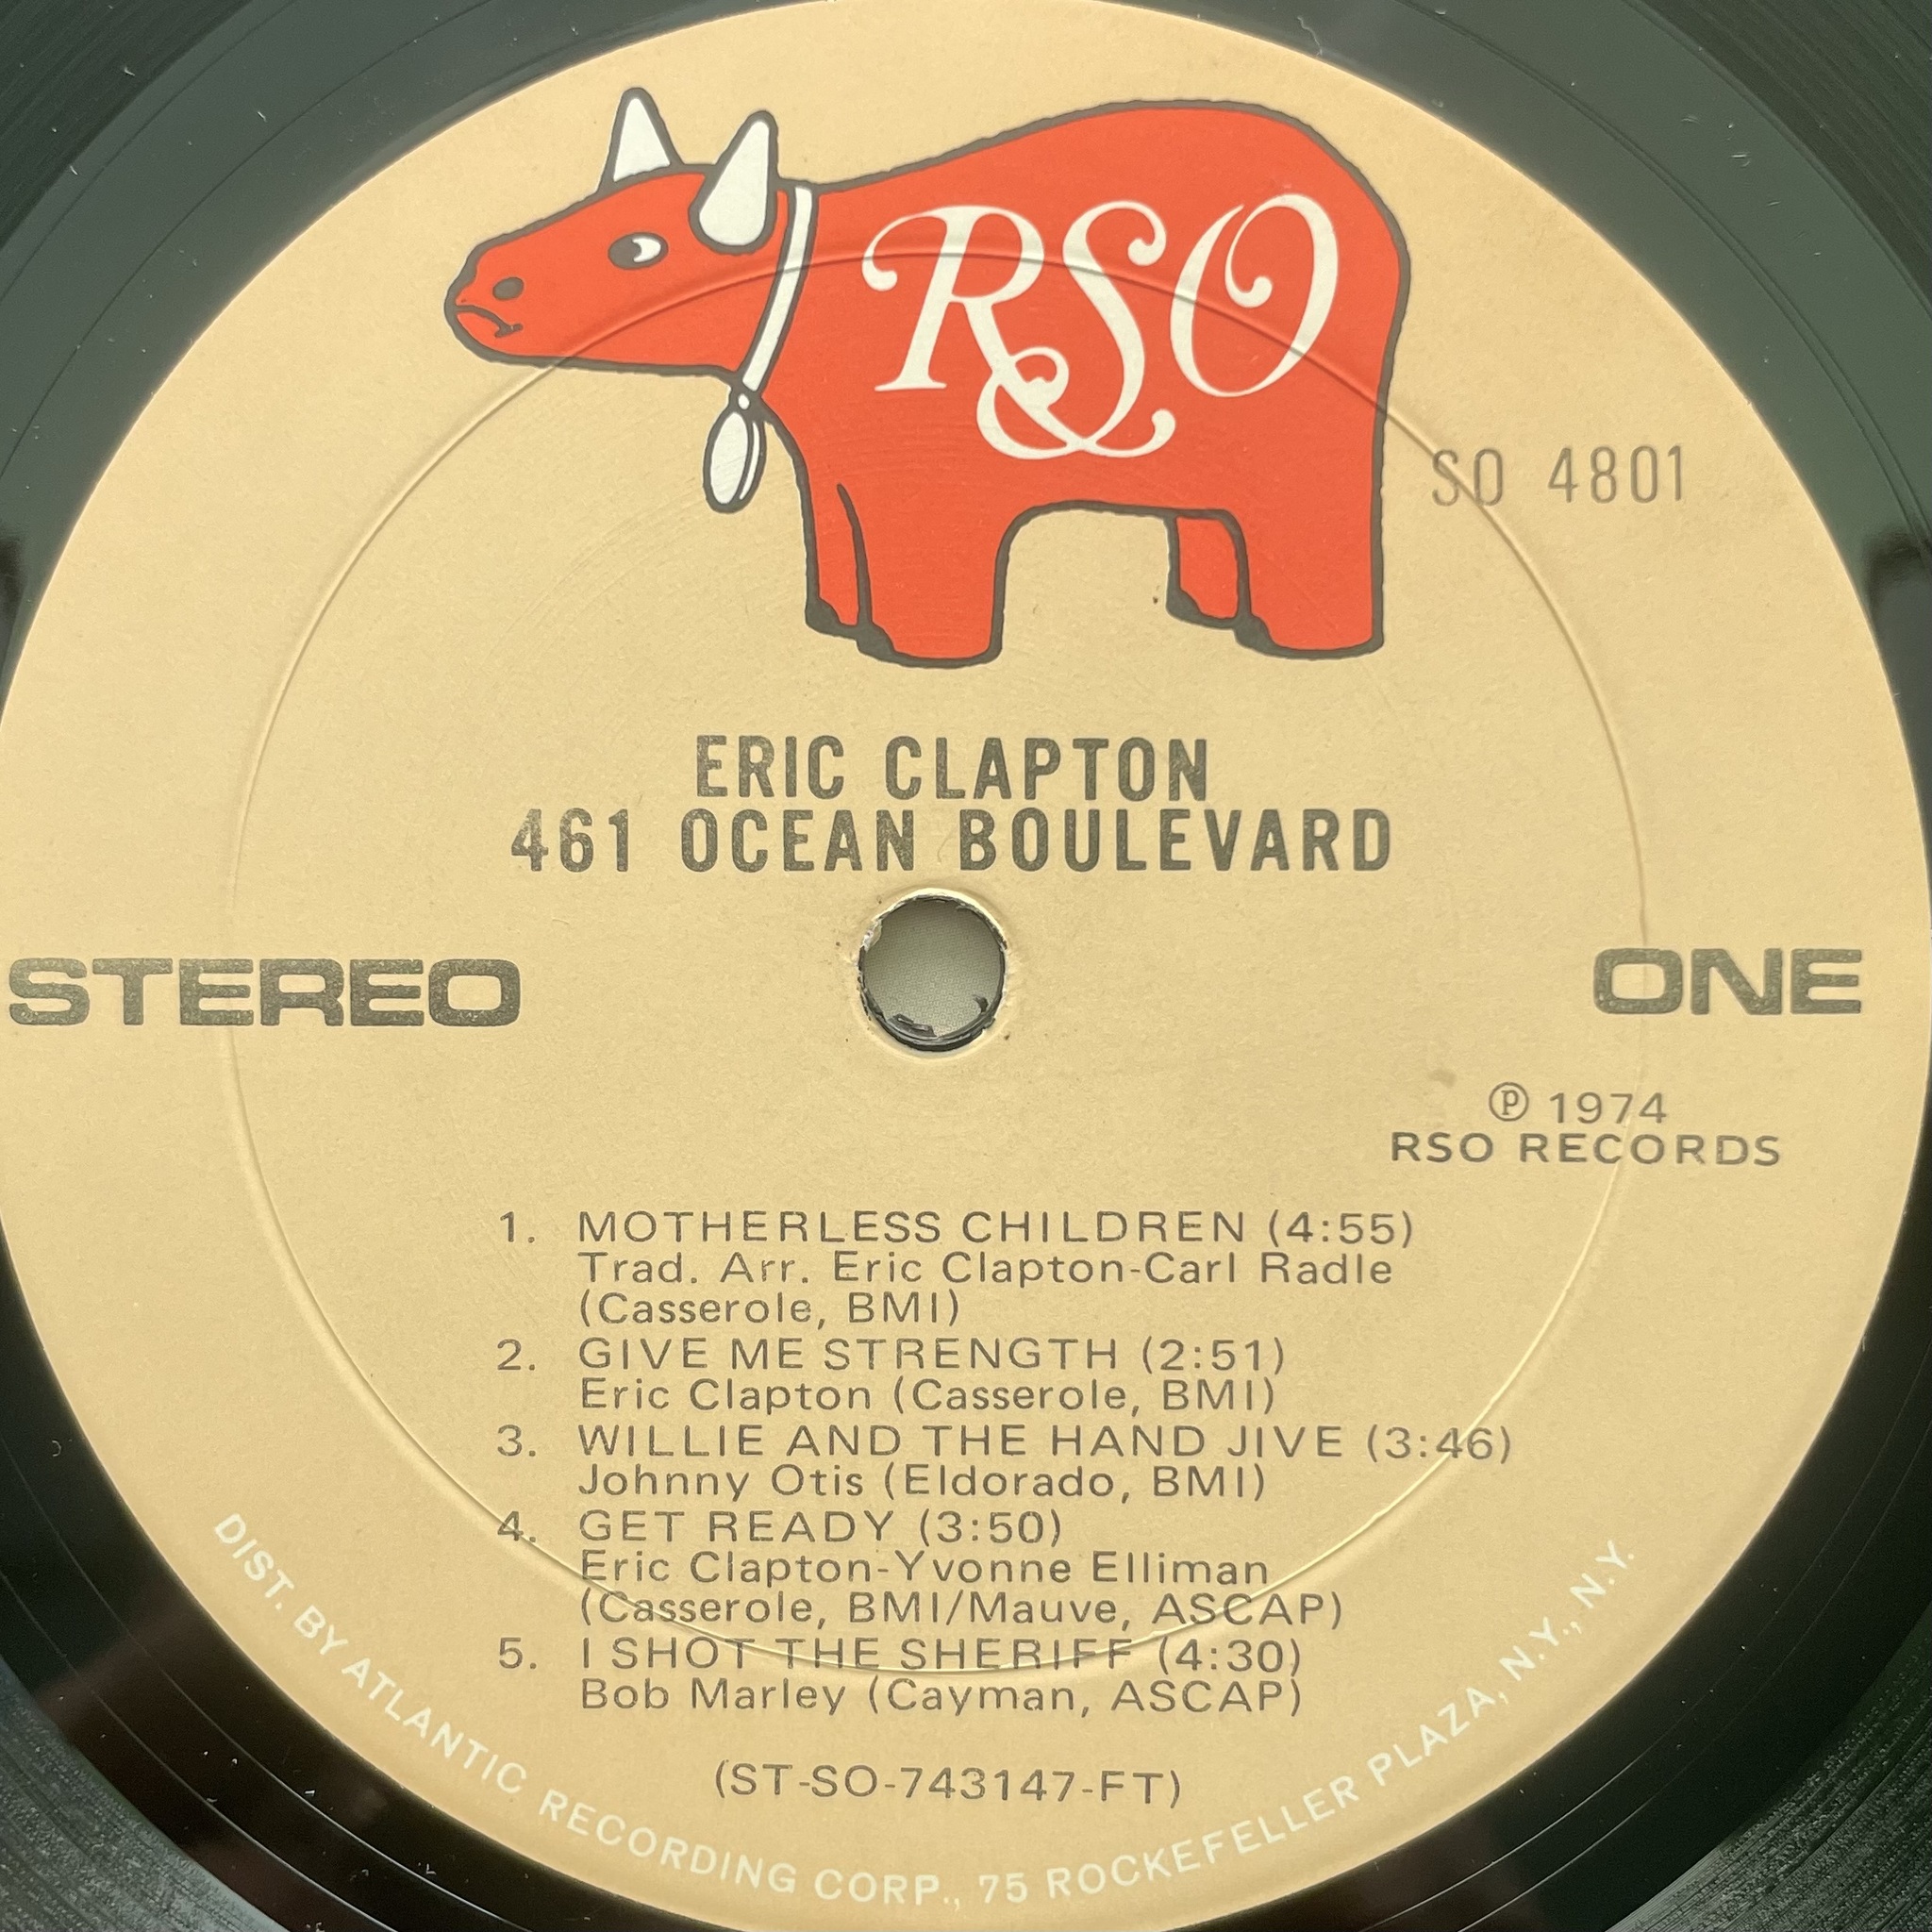 RSO
SO 4801
ERIC CLAPTON
461 OCEAN BOULEVARD
STEREO
ONE
℗ 1974
RSO RECORDS
1. MOTHERLESS CHILDREN (4:55)
Trad. Arr. Eric Clapton-Carl Radle
(Casserole, BMI)
2. GIVE ME STRENGTH (2:51)
Eric Clapton (Casserole, BMI)
3. WILLIE AND THE HAND JIVE (3:46)
Johnny Otis (Eldorado, BMI)
4. GET READY (3:50)
Eric Clapton-Yvonne Elliman
(Casserole, BMI/Mauve, ASCAP)
5. I SHOT THE SHERIFF (4:30)
Bob Marley (Cayman, ASCAP)
(ST-SO-743147-FT)
DIST. BY ATLANTIC RECORDING CORP., 75 ROCKEFELLER PLAZA, N.Y., N.Y.